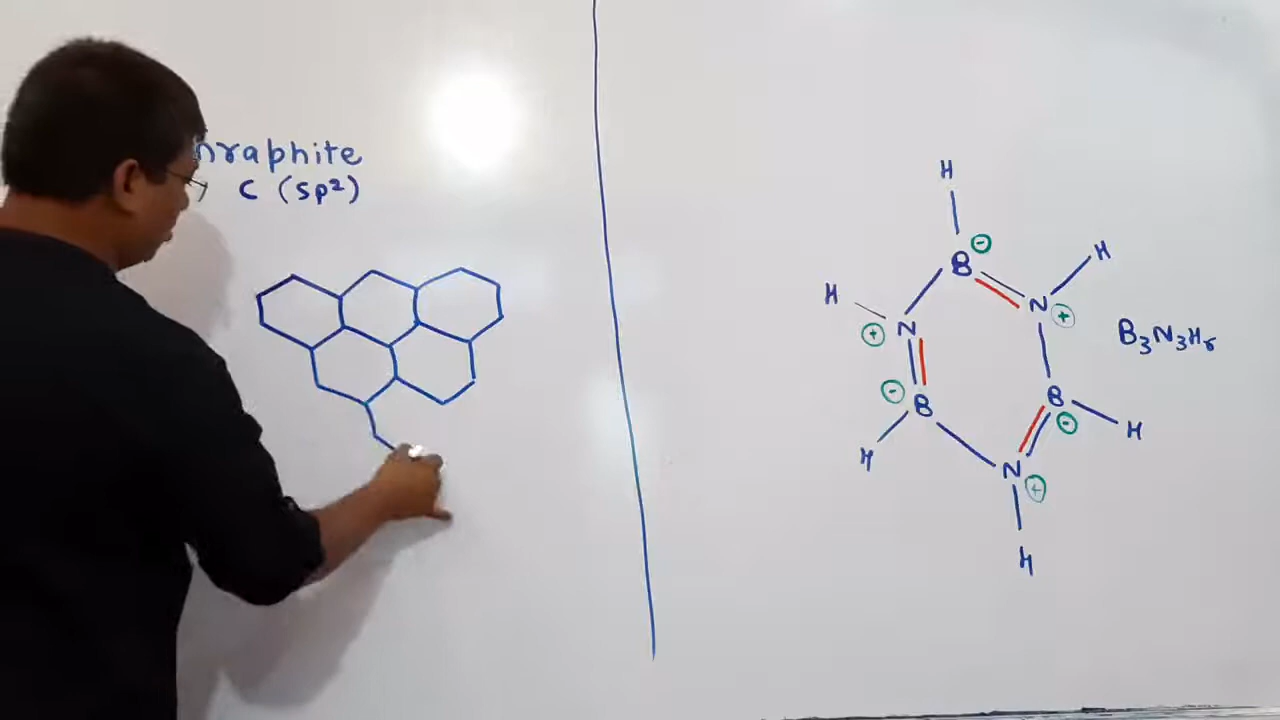 Graphite
C (sp²)
H
B ⊖
H
H
N ⊕
N ⊕
B₃N₃H₆
⊖ B
B ⊖
H
H
N ⊕
H